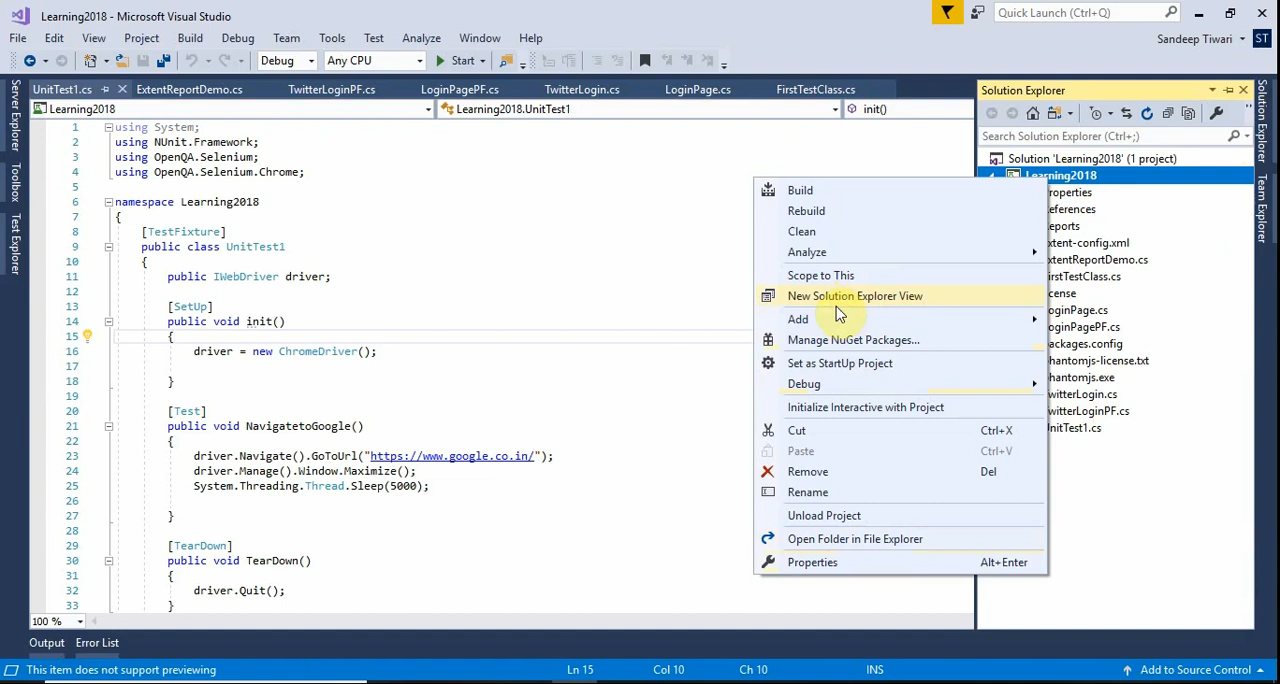 Learning2018 - Microsoft Visual Studio
Quick Launch (Ctrl+Q)
File Edit View Project Build Debug Team Tools Test Analyze Window Help
Sandeep Tiwari ST
Debug Any CPU Start
UnitTest1.cs ExtentReportDemo.cs TwitterLoginPF.cs LoginPagePF.cs TwitterLogin.cs LoginPage.cs FirstTestClass.cs
Learning2018 Learning2018.UnitTest1 init()
Server Explorer
Toolbox
Test Explorer
1 using System;
2 using NUnit.Framework;
3 using OpenQA.Selenium;
4 using OpenQA.Selenium.Chrome;
5
6 namespace Learning2018
7 {
8 [TestFixture]
9 public class UnitTest1
10 {
11 public IWebDriver driver;
12
13 [SetUp]
14 public void init()
15 {
16 driver = new ChromeDriver();
17
18 }
19
20 [Test]
21 public void NavigatetoGoogle()
22 {
23 driver.Navigate().GoToUrl("https://www.google.co.in/");
24 driver.Manage().Window.Maximize();
25 System.Threading.Thread.Sleep(5000);
26
27 }
28
29 [TearDown]
30 public void TearDown()
31 {
32 driver.Quit();
33 }
100 %
Build
Rebuild
Clean
Analyze
Scope to This
New Solution Explorer View
Add
Manage NuGet Packages...
Set as StartUp Project
Debug
Initialize Interactive with Project
Cut Ctrl+X
Paste Ctrl+V
Remove Del
Rename
Unload Project
Open Folder in File Explorer
Properties Alt+Enter
Solution Explorer
Search Solution Explorer (Ctrl+;)
Solution 'Learning2018' (1 project)
Learning2018
roperties
eferences
eports
xtent-config.xml
xtentReportDemo.cs
irstTestClass.cs
icense
oginPage.cs
oginPagePF.cs
ackages.config
hantomjs-license.txt
hantomjs.exe
witterLogin.cs
witterLoginPF.cs
nitTest1.cs
Solution Explorer
Team Explorer
Output Error List
This item does not support previewing Ln 15 Col 10 Ch 10 INS Add to Source Control